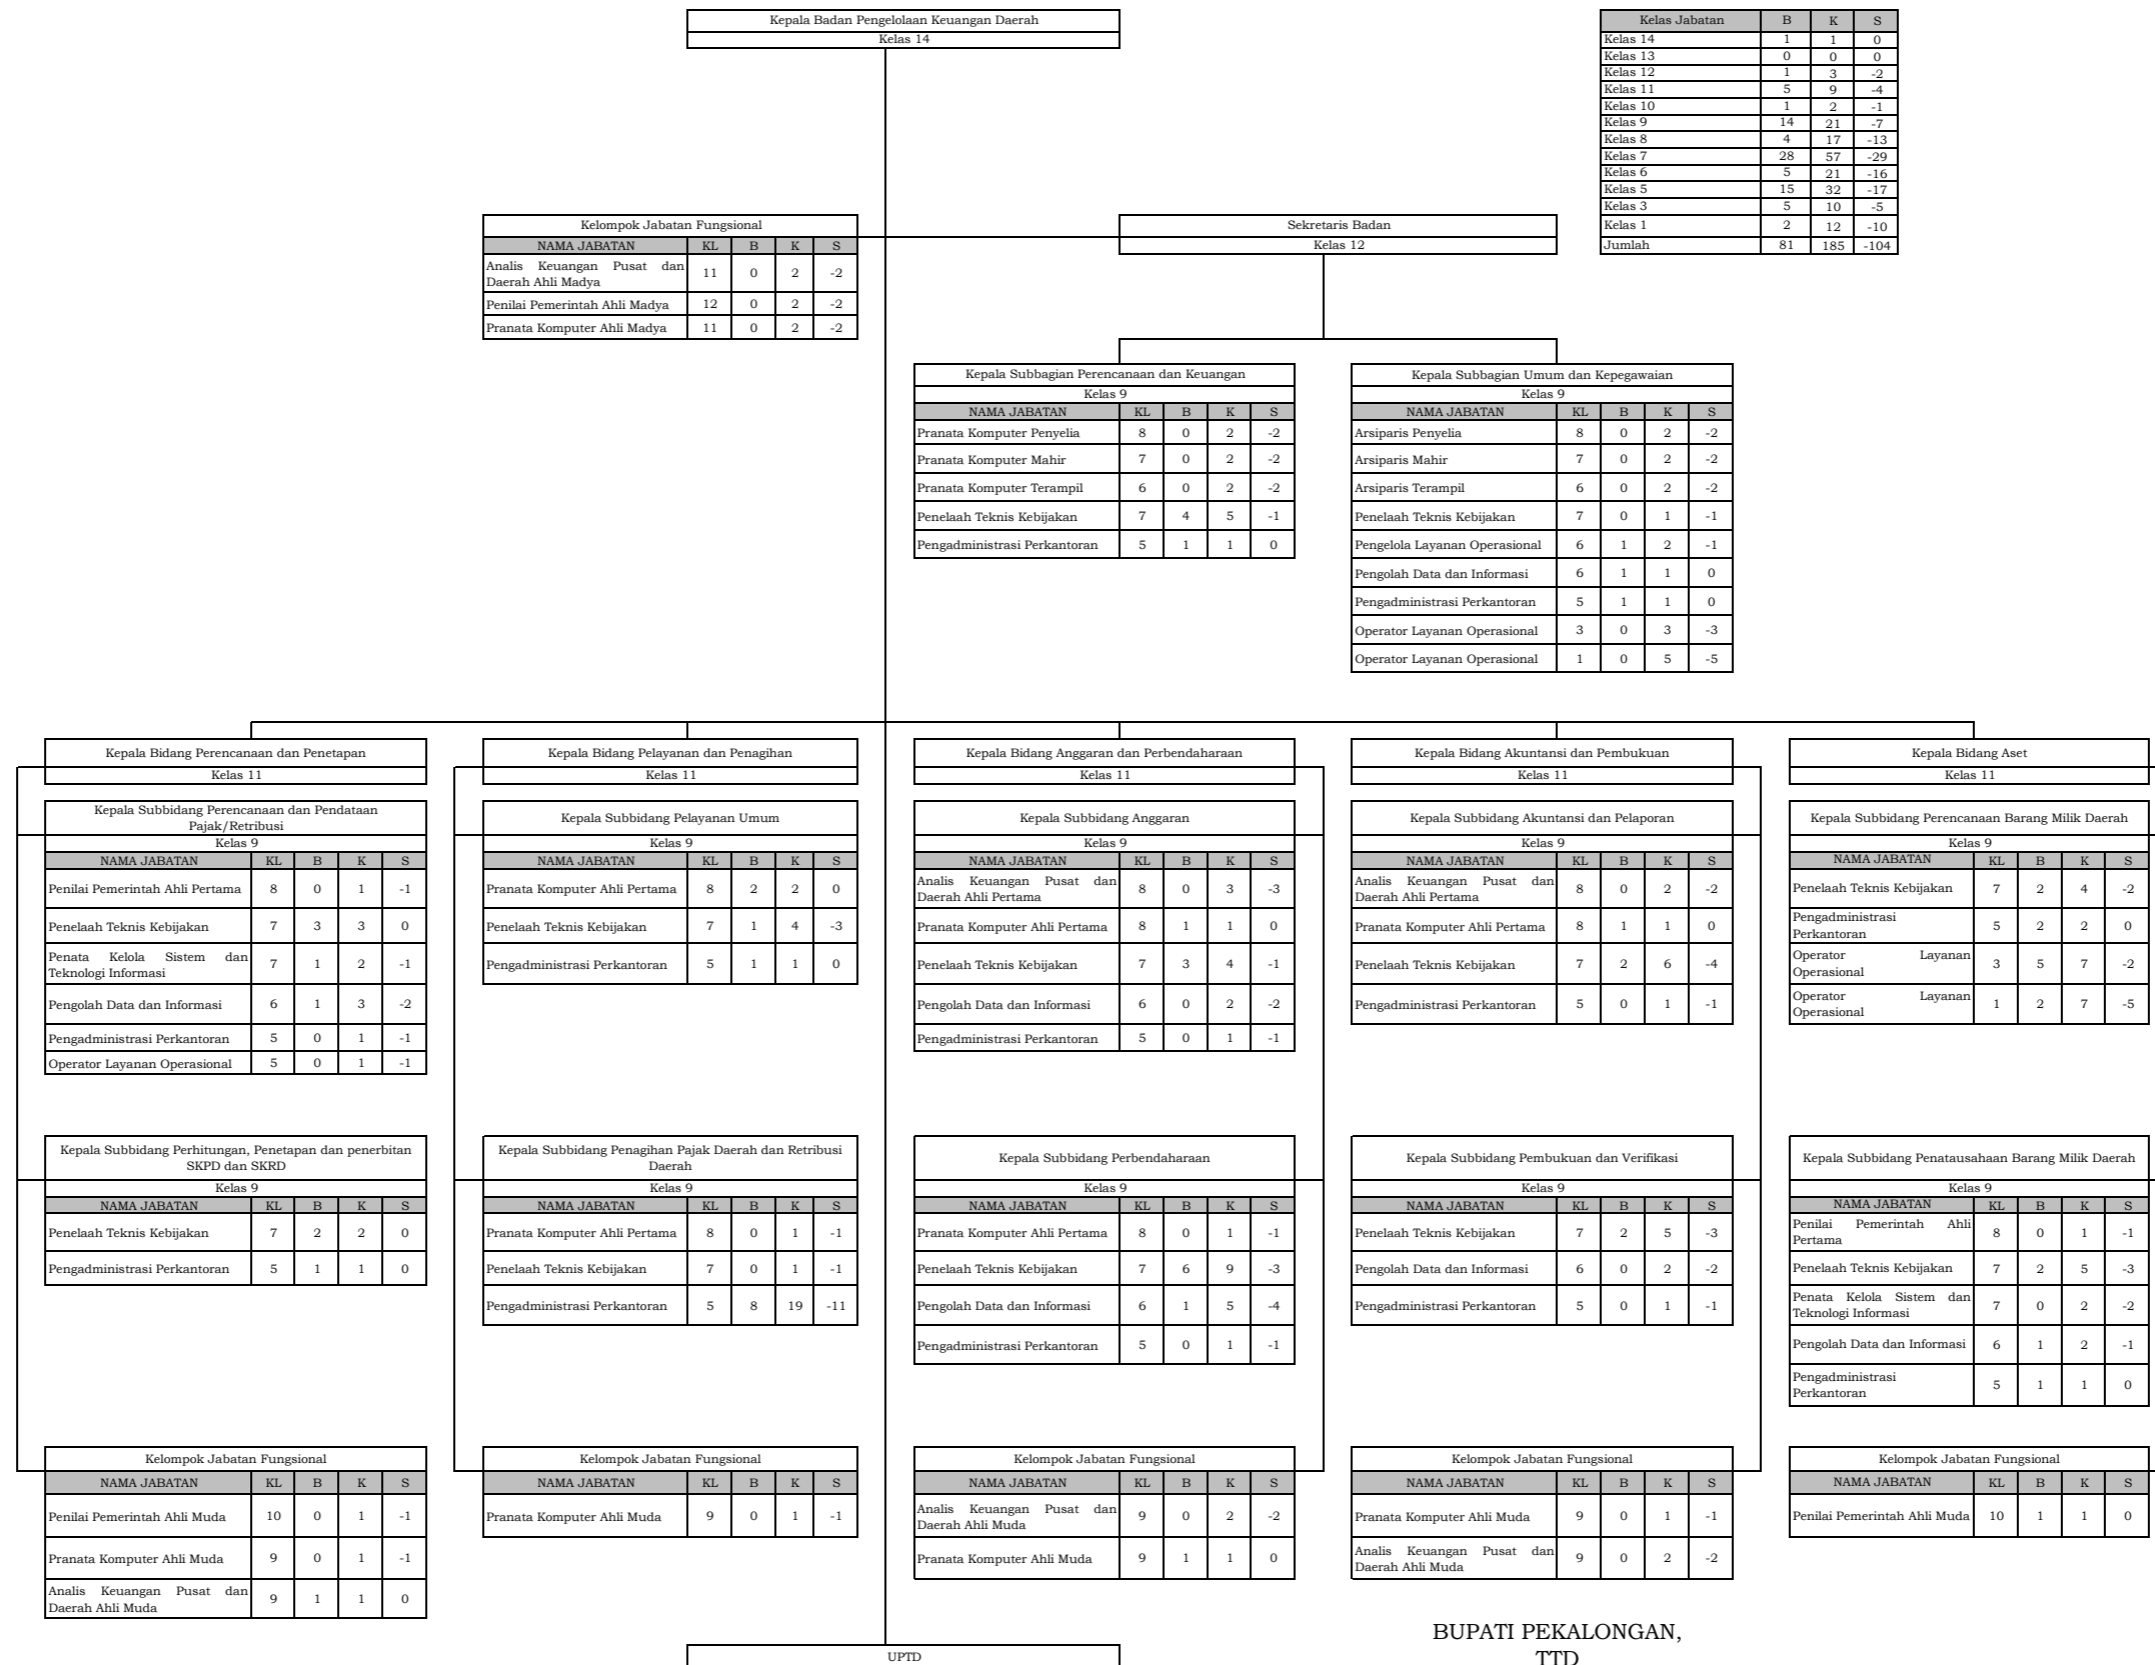 Kepala Badan Pengelolaan Keuangan Daerah
Kelas 14
Kelas Jabatan B K S
Kelas 14 1 1 0
Kelas 13 0 0 0
Kelas 12 1 3 -2
Kelas 11 5 9 -4
Kelas 10 1 2 -1
Kelas 9 14 21 -7
Kelas 8 4 17 -13
Kelas 7 28 57 -29
Kelas 6 5 21 -16
Kelas 5 15 32 -17
Kelas 3 5 10 -5
Kelas 1 2 12 -10
Jumlah 81 185 -104
Kelompok Jabatan Fungsional
NAMA JABATAN KL B K S
Analis Keuangan Pusat dan
Daerah Ahli Madya 11 0 2 -2
Penilai Pemerintah Ahli Madya 12 0 2 -2
Pranata Komputer Ahli Madya 11 0 2 -2
Sekretaris Badan
Kelas 12
Kepala Subbagian Perencanaan dan Keuangan
Kelas 9
NAMA JABATAN KL B K S
Pranata Komputer Penyelia 8 0 2 -2
Pranata Komputer Mahir 7 0 2 -2
Pranata Komputer Terampil 6 0 2 -2
Penelaah Teknis Kebijakan 7 4 5 -1
Pengadministrasi Perkantoran 5 1 1 0
Kepala Subbagian Umum dan Kepegawaian
Kelas 9
NAMA JABATAN KL B K S
Arsiparis Penyelia 8 0 2 -2
Arsiparis Mahir 7 0 2 -2
Arsiparis Terampil 6 0 2 -2
Penelaah Teknis Kebijakan 7 0 1 -1
Pengelola Layanan Operasional 6 1 2 -1
Pengolah Data dan Informasi 6 1 1 0
Pengadministrasi Perkantoran 5 1 1 0
Operator Layanan Operasional 3 0 3 -3
Operator Layanan Operasional 1 0 5 -5
Kepala Bidang Perencanaan dan Penetapan
Kelas 11
Kepala Subbidang Perencanaan dan Pendataan
Pajak/Retribusi
Kelas 9
NAMA JABATAN KL B K S
Penilai Pemerintah Ahli Pertama 8 0 1 -1
Penelaah Teknis Kebijakan 7 3 3 0
Penata Kelola Sistem dan
Teknologi Informasi 7 1 2 -1
Pengolah Data dan Informasi 6 1 3 -2
Pengadministrasi Perkantoran 5 0 1 -1
Operator Layanan Operasional 5 0 1 -1
Kepala Subbidang Perhitungan, Penetapan dan penerbitan
SKPD dan SKRD
Kelas 9
NAMA JABATAN KL B K S
Penelaah Teknis Kebijakan 7 2 2 0
Pengadministrasi Perkantoran 5 1 1 0
Kelompok Jabatan Fungsional
NAMA JABATAN KL B K S
Penilai Pemerintah Ahli Muda 10 0 1 -1
Pranata Komputer Ahli Muda 9 0 1 -1
Analis Keuangan Pusat dan
Daerah Ahli Muda 9 1 1 0
Kepala Bidang Pelayanan dan Penagihan
Kelas 11
Kepala Subbidang Pelayanan Umum
Kelas 9
NAMA JABATAN KL B K S
Pranata Komputer Ahli Pertama 8 2 2 0
Penelaah Teknis Kebijakan 7 1 4 -3
Pengadministrasi Perkantoran 5 1 1 0
Kepala Subbidang Penagihan Pajak Daerah dan Retribusi
Daerah
Kelas 9
NAMA JABATAN KL B K S
Pranata Komputer Ahli Pertama 8 0 1 -1
Penelaah Teknis Kebijakan 7 0 1 -1
Pengadministrasi Perkantoran 5 8 19 -11
Kelompok Jabatan Fungsional
NAMA JABATAN KL B K S
Pranata Komputer Ahli Muda 9 0 1 -1
Kepala Bidang Anggaran dan Perbendaharaan
Kelas 11
Kepala Subbidang Anggaran
Kelas 9
NAMA JABATAN KL B K S
Analis Keuangan Pusat dan
Daerah Ahli Pertama 8 0 3 -3
Pranata Komputer Ahli Pertama 8 1 1 0
Penelaah Teknis Kebijakan 7 3 4 -1
Pengolah Data dan Informasi 6 0 2 -2
Pengadministrasi Perkantoran 5 0 1 -1
Kepala Subbidang Perbendaharaan
Kelas 9
NAMA JABATAN KL B K S
Pranata Komputer Ahli Pertama 8 0 1 -1
Penelaah Teknis Kebijakan 7 6 9 -3
Pengolah Data dan Informasi 6 1 5 -4
Pengadministrasi Perkantoran 5 0 1 -1
Kelompok Jabatan Fungsional
NAMA JABATAN KL B K S
Analis Keuangan Pusat dan
Daerah Ahli Muda 9 0 2 -2
Pranata Komputer Ahli Muda 9 1 1 0
Kepala Bidang Akuntansi dan Pembukuan
Kelas 11
Kepala Subbidang Akuntansi dan Pelaporan
Kelas 9
NAMA JABATAN KL B K S
Analis Keuangan Pusat dan
Daerah Ahli Pertama 8 0 2 -2
Pranata Komputer Ahli Pertama 8 1 1 0
Penelaah Teknis Kebijakan 7 2 6 -4
Pengadministrasi Perkantoran 5 0 1 -1
Kepala Subbidang Pembukuan dan Verifikasi
Kelas 9
NAMA JABATAN KL B K S
Penelaah Teknis Kebijakan 7 2 5 -3
Pengolah Data dan Informasi 6 0 2 -2
Pengadministrasi Perkantoran 5 0 1 -1
Kelompok Jabatan Fungsional
NAMA JABATAN KL B K S
Pranata Komputer Ahli Muda 9 0 1 -1
Analis Keuangan Pusat dan
Daerah Ahli Muda 9 0 2 -2
Kepala Bidang Aset
Kelas 11
Kepala Subbidang Perencanaan Barang Milik Daerah
Kelas 9
NAMA JABATAN KL B K S
Penelaah Teknis Kebijakan 7 2 4 -2
Pengadministrasi
Perkantoran 5 2 2 0
Operator Layanan
Operasional 3 5 7 -2
Operator Layanan
Operasional 1 2 7 -5
Kepala Subbidang Penatausahaan Barang Milik Daerah
Kelas 9
NAMA JABATAN KL B K S
Penilai Pemerintah Ahli
Pertama 8 0 1 -1
Penelaah Teknis Kebijakan 7 2 5 -3
Penata Kelola Sistem dan
Teknologi Informasi 7 0 2 -2
Pengolah Data dan Informasi 6 1 2 -1
Pengadministrasi
Perkantoran 5 1 1 0
Kelompok Jabatan Fungsional
NAMA JABATAN KL B K S
Penilai Pemerintah Ahli Muda 10 1 1 0
UPTD
BUPATI PEKALONGAN,
TTD